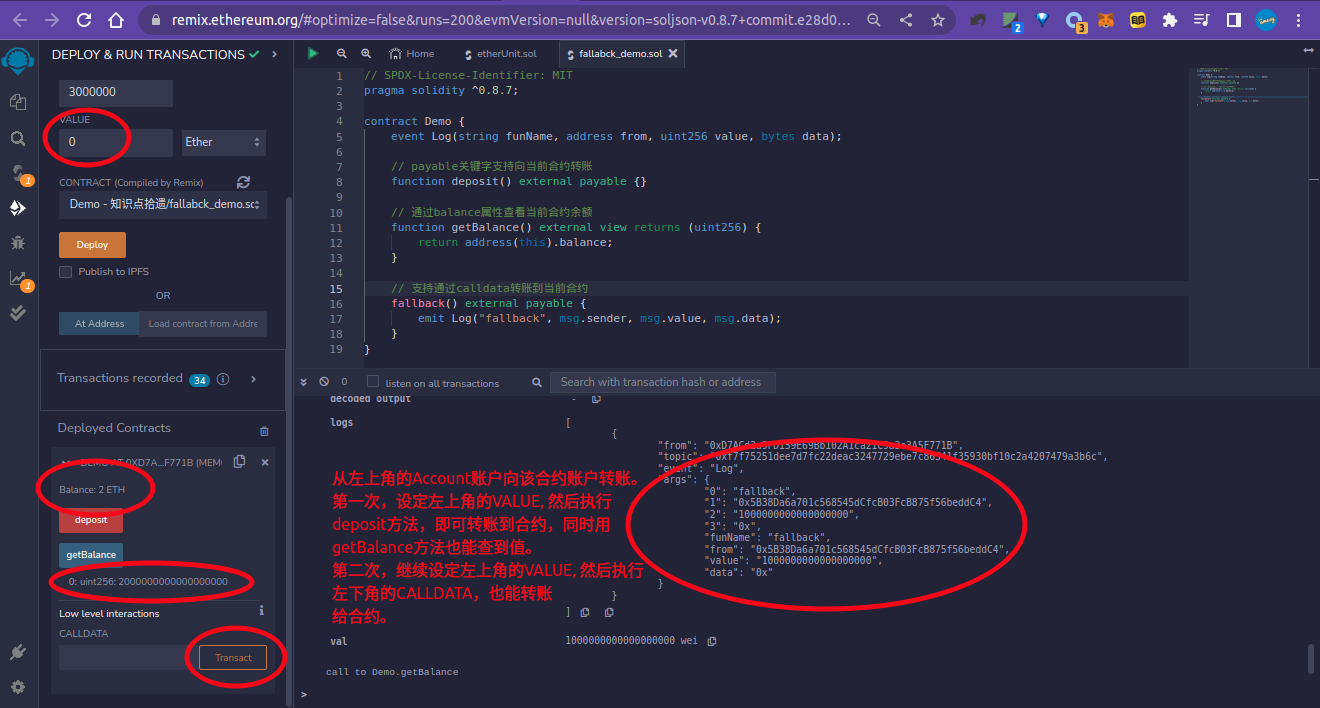 remix.ethereum.org/#optimize=false&runs=200&evmVersion=null&version=soljson-v0.8.7+commit.e28d0...
2
3
DEPLOY & RUN TRANSACTIONS
3000000
VALUE
0
Ether
CONTRACT (Compiled by Remix)
Demo - 知识点拾遗/fallabck_demo.sc
Deploy
Publish to IPFS
OR
At Address
Load contract from Addre
Transactions recorded 34
Deployed Contracts
DEMO AT 0XD7A...F771B (MEM
Balance: 2 ETH
deposit
getBalance
0: uint256: 2000000000000000000
Low level interactions
CALLDATA
Transact
1
1
Home
etherUnit.sol
fallabck_demo.sol
1 // SPDX-License-Identifier: MIT
2 pragma solidity ^0.8.7;
3
4 contract Demo {
5 event Log(string funName, address from, uint256 value, bytes data);
6
7 // payable关键字支持向当前合约转账
8 function deposit() external payable {}
9
10 // 通过balance属性查看当前合约余额
11 function getBalance() external view returns (uint256) {
12 return address(this).balance;
13 }
14
15 // 支持通过calldata转账到当前合约
16 fallback() external payable {
17 emit Log("fallback", msg.sender, msg.value, msg.data);
18 }
19 }
0
listen on all transactions
Search with transaction hash or address
decoded output
-
logs
[
{
"event": "Log",
"args": {
"0": "fallback",
"1": "0x5B38Da6a701c568545dCfcB03FcB875f56beddC4",
"2": "1000000000000000000",
"3": "0x",
"funName": "fallback",
"from": "0x5B38Da6a701c568545dCfcB03FcB875f56beddC4",
"value": "1000000000000000000",
"data": "0x"
}
}
]
从左上角的Account账户向该合约账户转账。
第一次，设定左上角的VALUE, 然后执行
deposit方法，即可转账到合约，同时用
getBalance方法也能查到值。
第二次，继续设定左上角的VALUE, 然后执行
左下角的CALLDATA，也能转账
给合约。
val
1000000000000000000 wei
call to Demo.getBalance
>